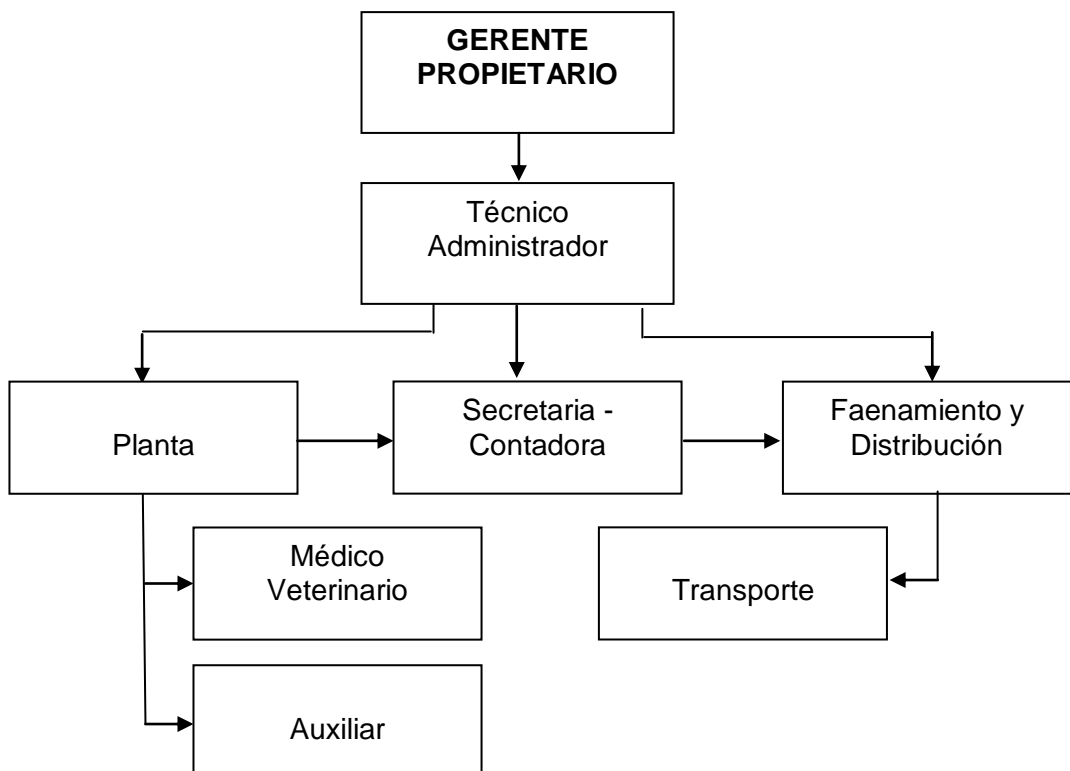 GERENTE
PROPIETARIO
Técnico
Administrador
Planta
Secretaria -
Contadora
Faenamiento y
Distribución
Médico
Veterinario
Transporte
Auxiliar